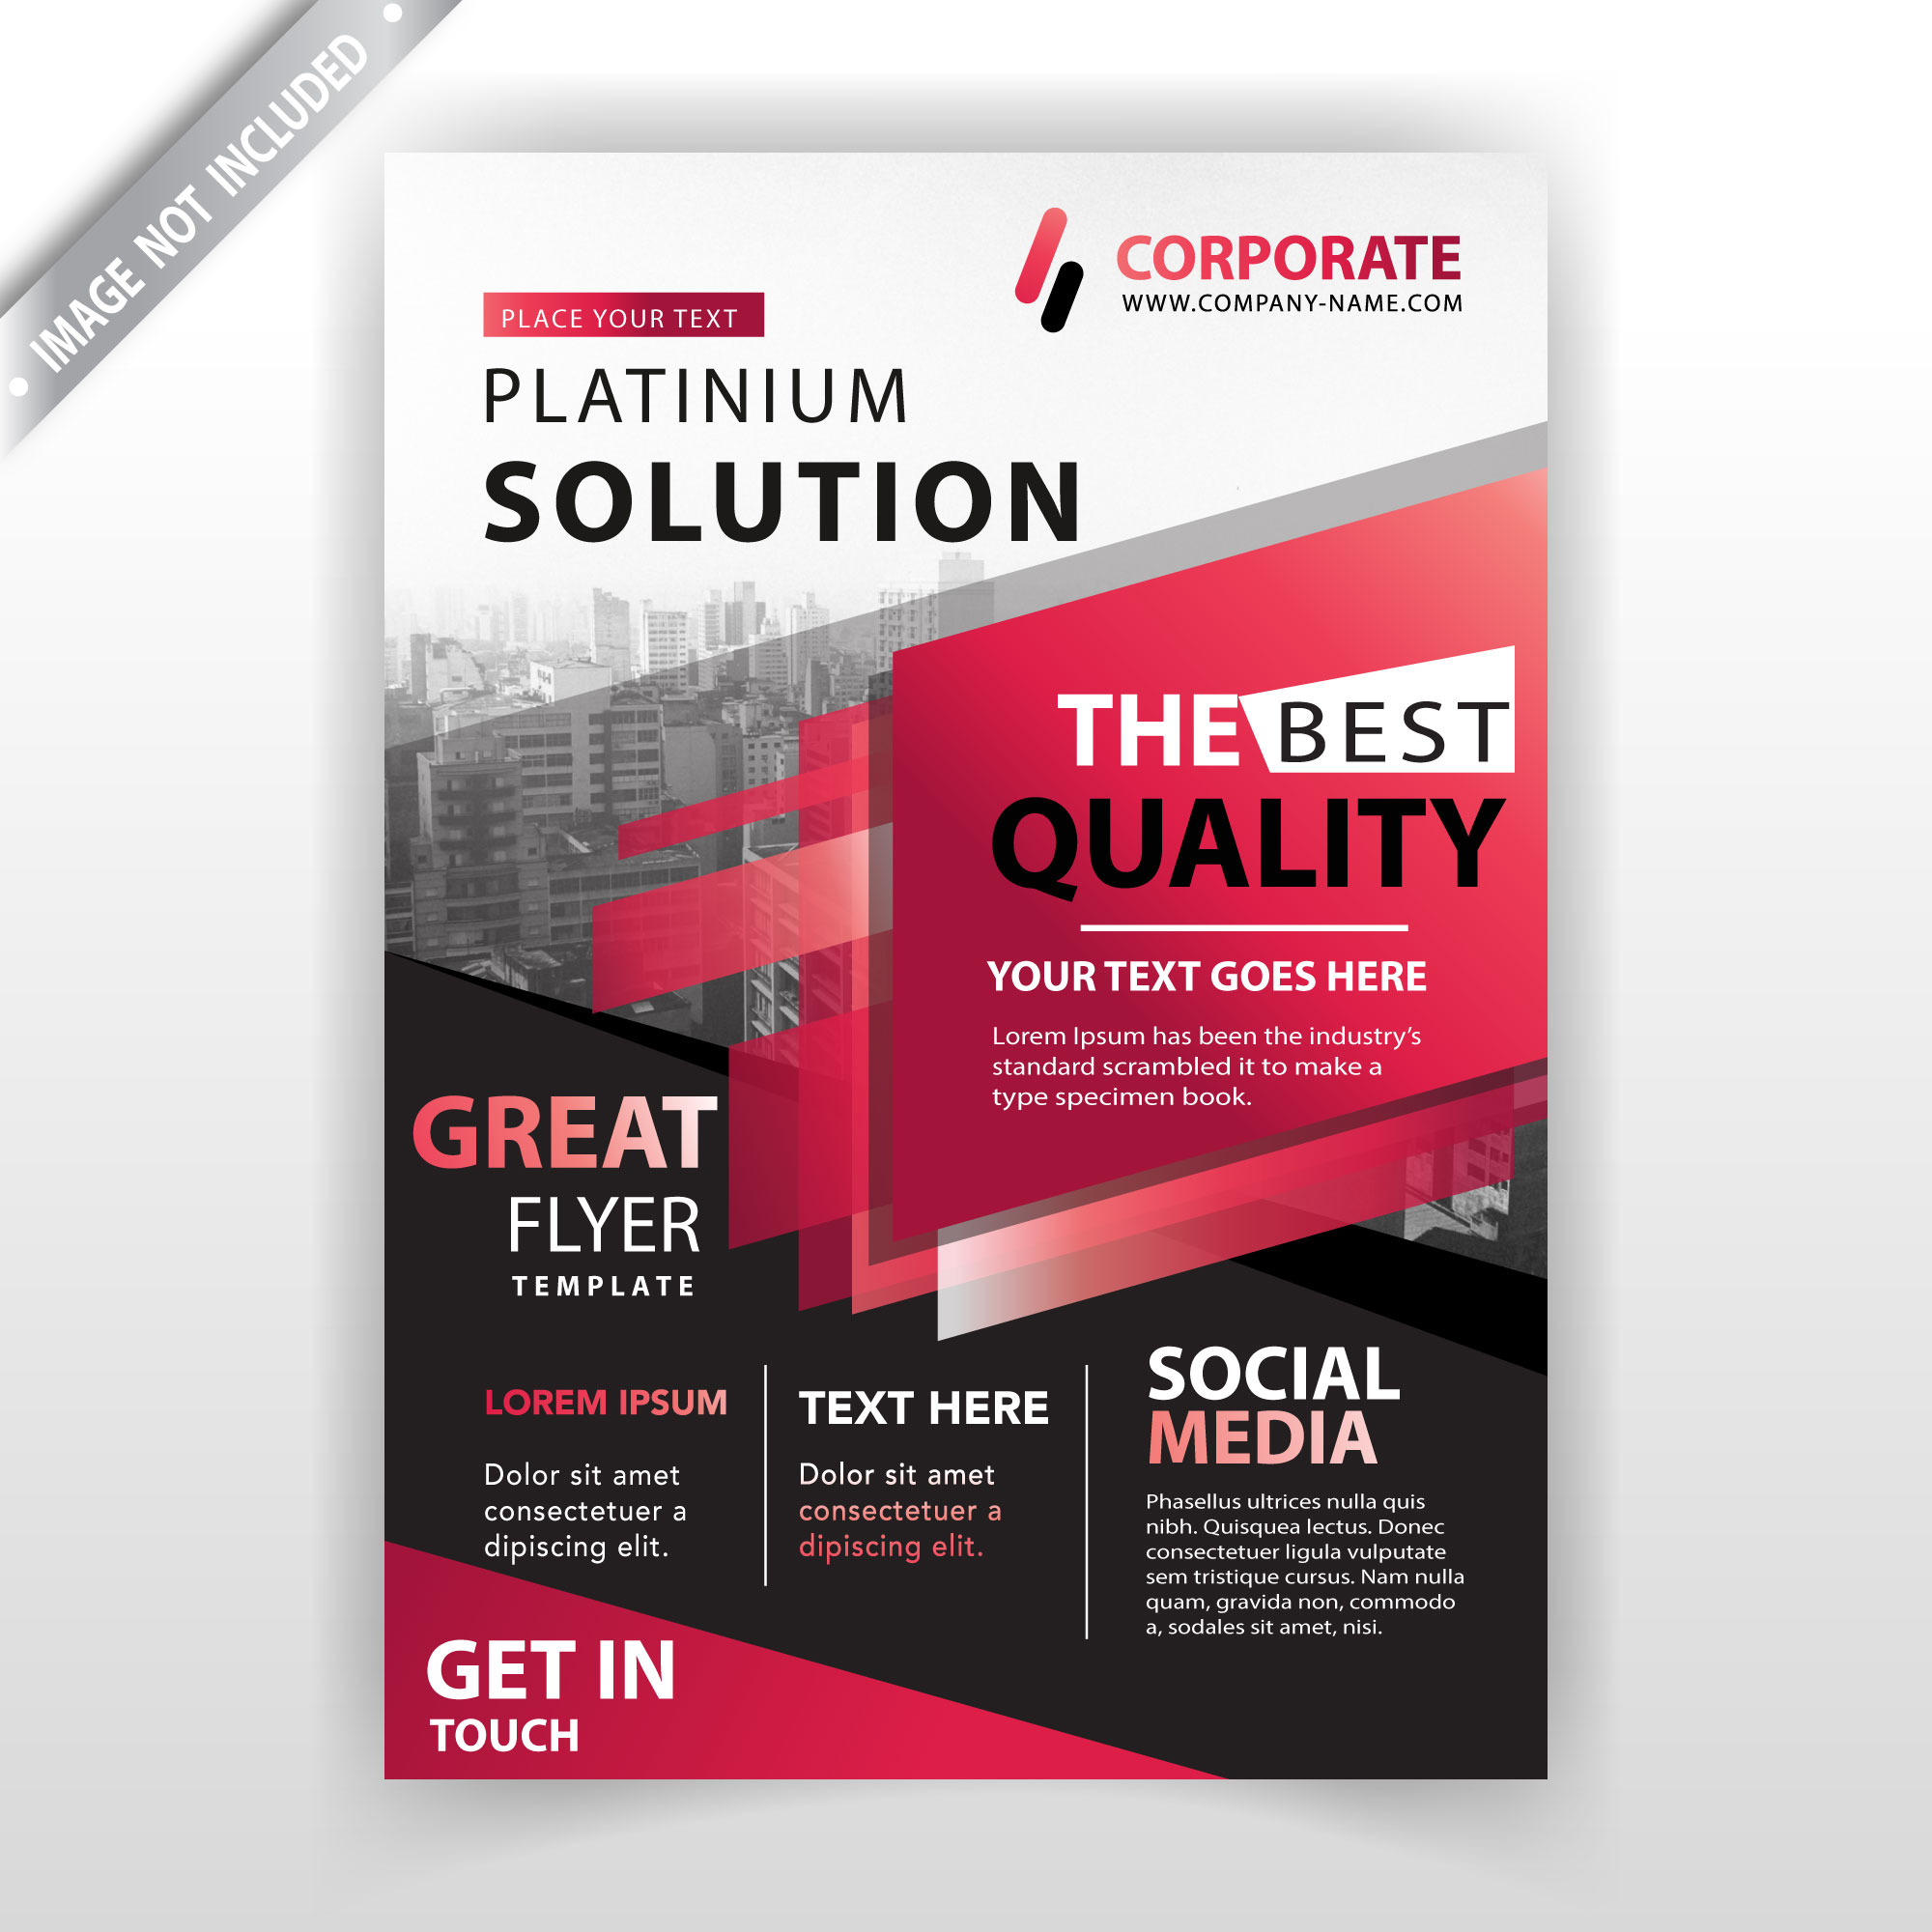 IMAGE NOT INCLUDED
CORPORATE
WWW.COMPANY-NAME.COM
PLACE YOUR TEXT
PLATINIUM
SOLUTION
THE BEST
QUALITY
YOUR TEXT GOES HERE
Lorem Ipsum has been the industry's
standard scrambled it to make a
type specimen book.
GREAT
FLYER
TEMPLATE
LOREM IPSUM
Dolor sit amet
consectetuer a
dipiscing elit.
TEXT HERE
Dolor sit amet
consectetuer a
dipiscing elit.
SOCIAL
MEDIA
Phasellus ultrices nulla quis
nibh. Quisquea lectus. Donec
consectetuer ligula vulputate
sem tristique cursus. Nam nulla
quam, gravida non, commodo
a, sodales sit amet, nisi.
GET IN
TOUCH